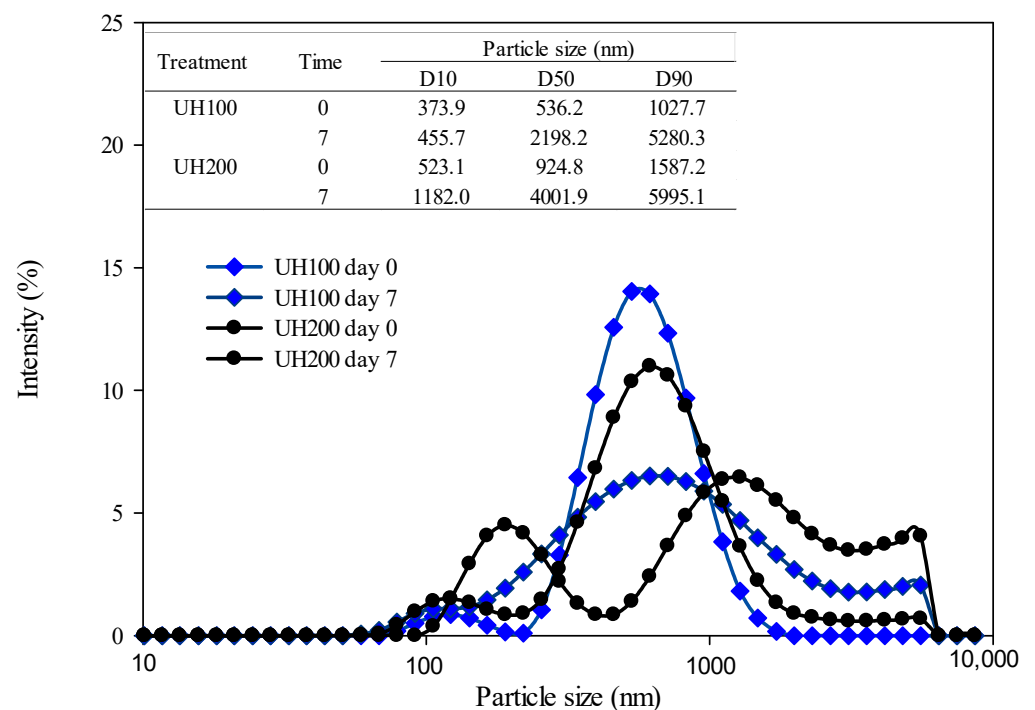 25
Particle size (nm)
Treatment Time
D10 D50 D90
UH100 0 373.9 536.2 1027.7
7 455.7 2198.2 5280.3
UH200 0 523.1 924.8 1587.2
7 1182.0 4001.9 5995.1
20
15
10
5
0
Intensity (%)
UH100 day 0
UH100 day 7
UH200 day 0
UH200 day 7
10 100 1000 10,000
Particle size (nm)